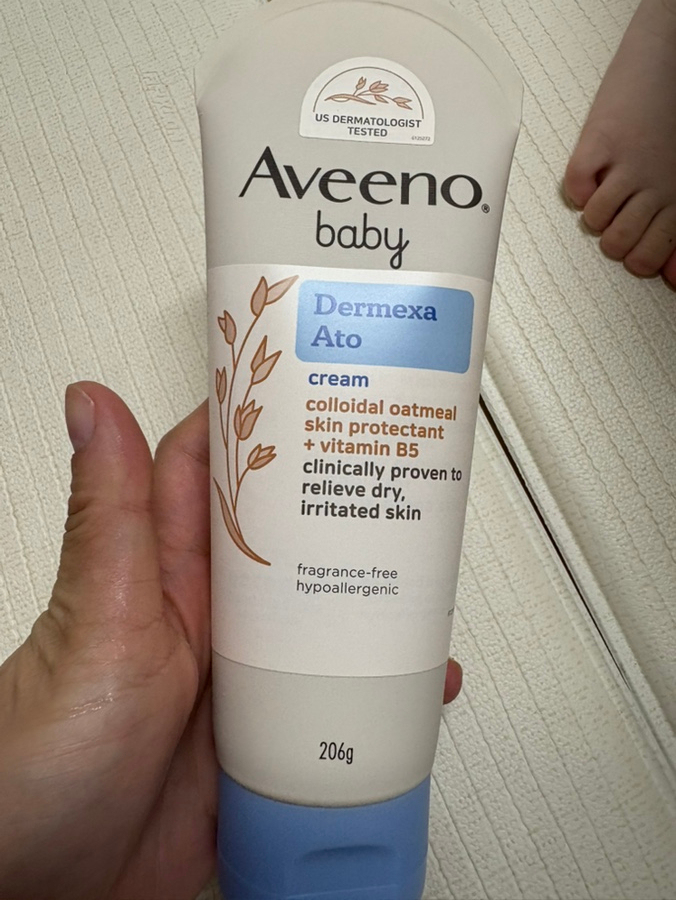 US DERMATOLOGIST
TESTED
Aveeno®
baby
Dermexa
Ato
cream
colloidal oatmeal
skin protectant
+ vitamin B5
clinically proven to
relieve dry,
irritated skin
fragrance-free
hypoallergenic
206g